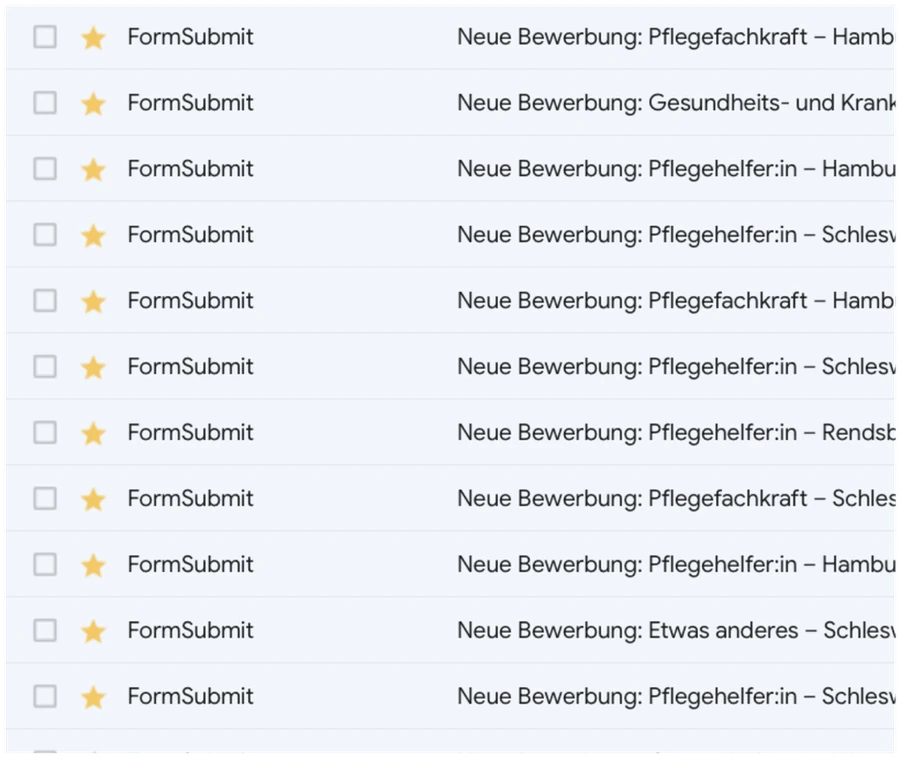 FormSubmit Neue Bewerbung: Pflegefachkraft – Hamb
FormSubmit Neue Bewerbung: Gesundheits- und Krank
FormSubmit Neue Bewerbung: Pflegehelfer:in – Hambu
FormSubmit Neue Bewerbung: Pflegehelfer:in – Schlesw
FormSubmit Neue Bewerbung: Pflegefachkraft – Hamb
FormSubmit Neue Bewerbung: Pflegehelfer:in – Schlesw
FormSubmit Neue Bewerbung: Pflegehelfer:in – Rendsb
FormSubmit Neue Bewerbung: Pflegefachkraft – Schles
FormSubmit Neue Bewerbung: Pflegehelfer:in – Hambu
FormSubmit Neue Bewerbung: Etwas anderes – Schlesw
FormSubmit Neue Bewerbung: Pflegehelfer:in – Schlesw